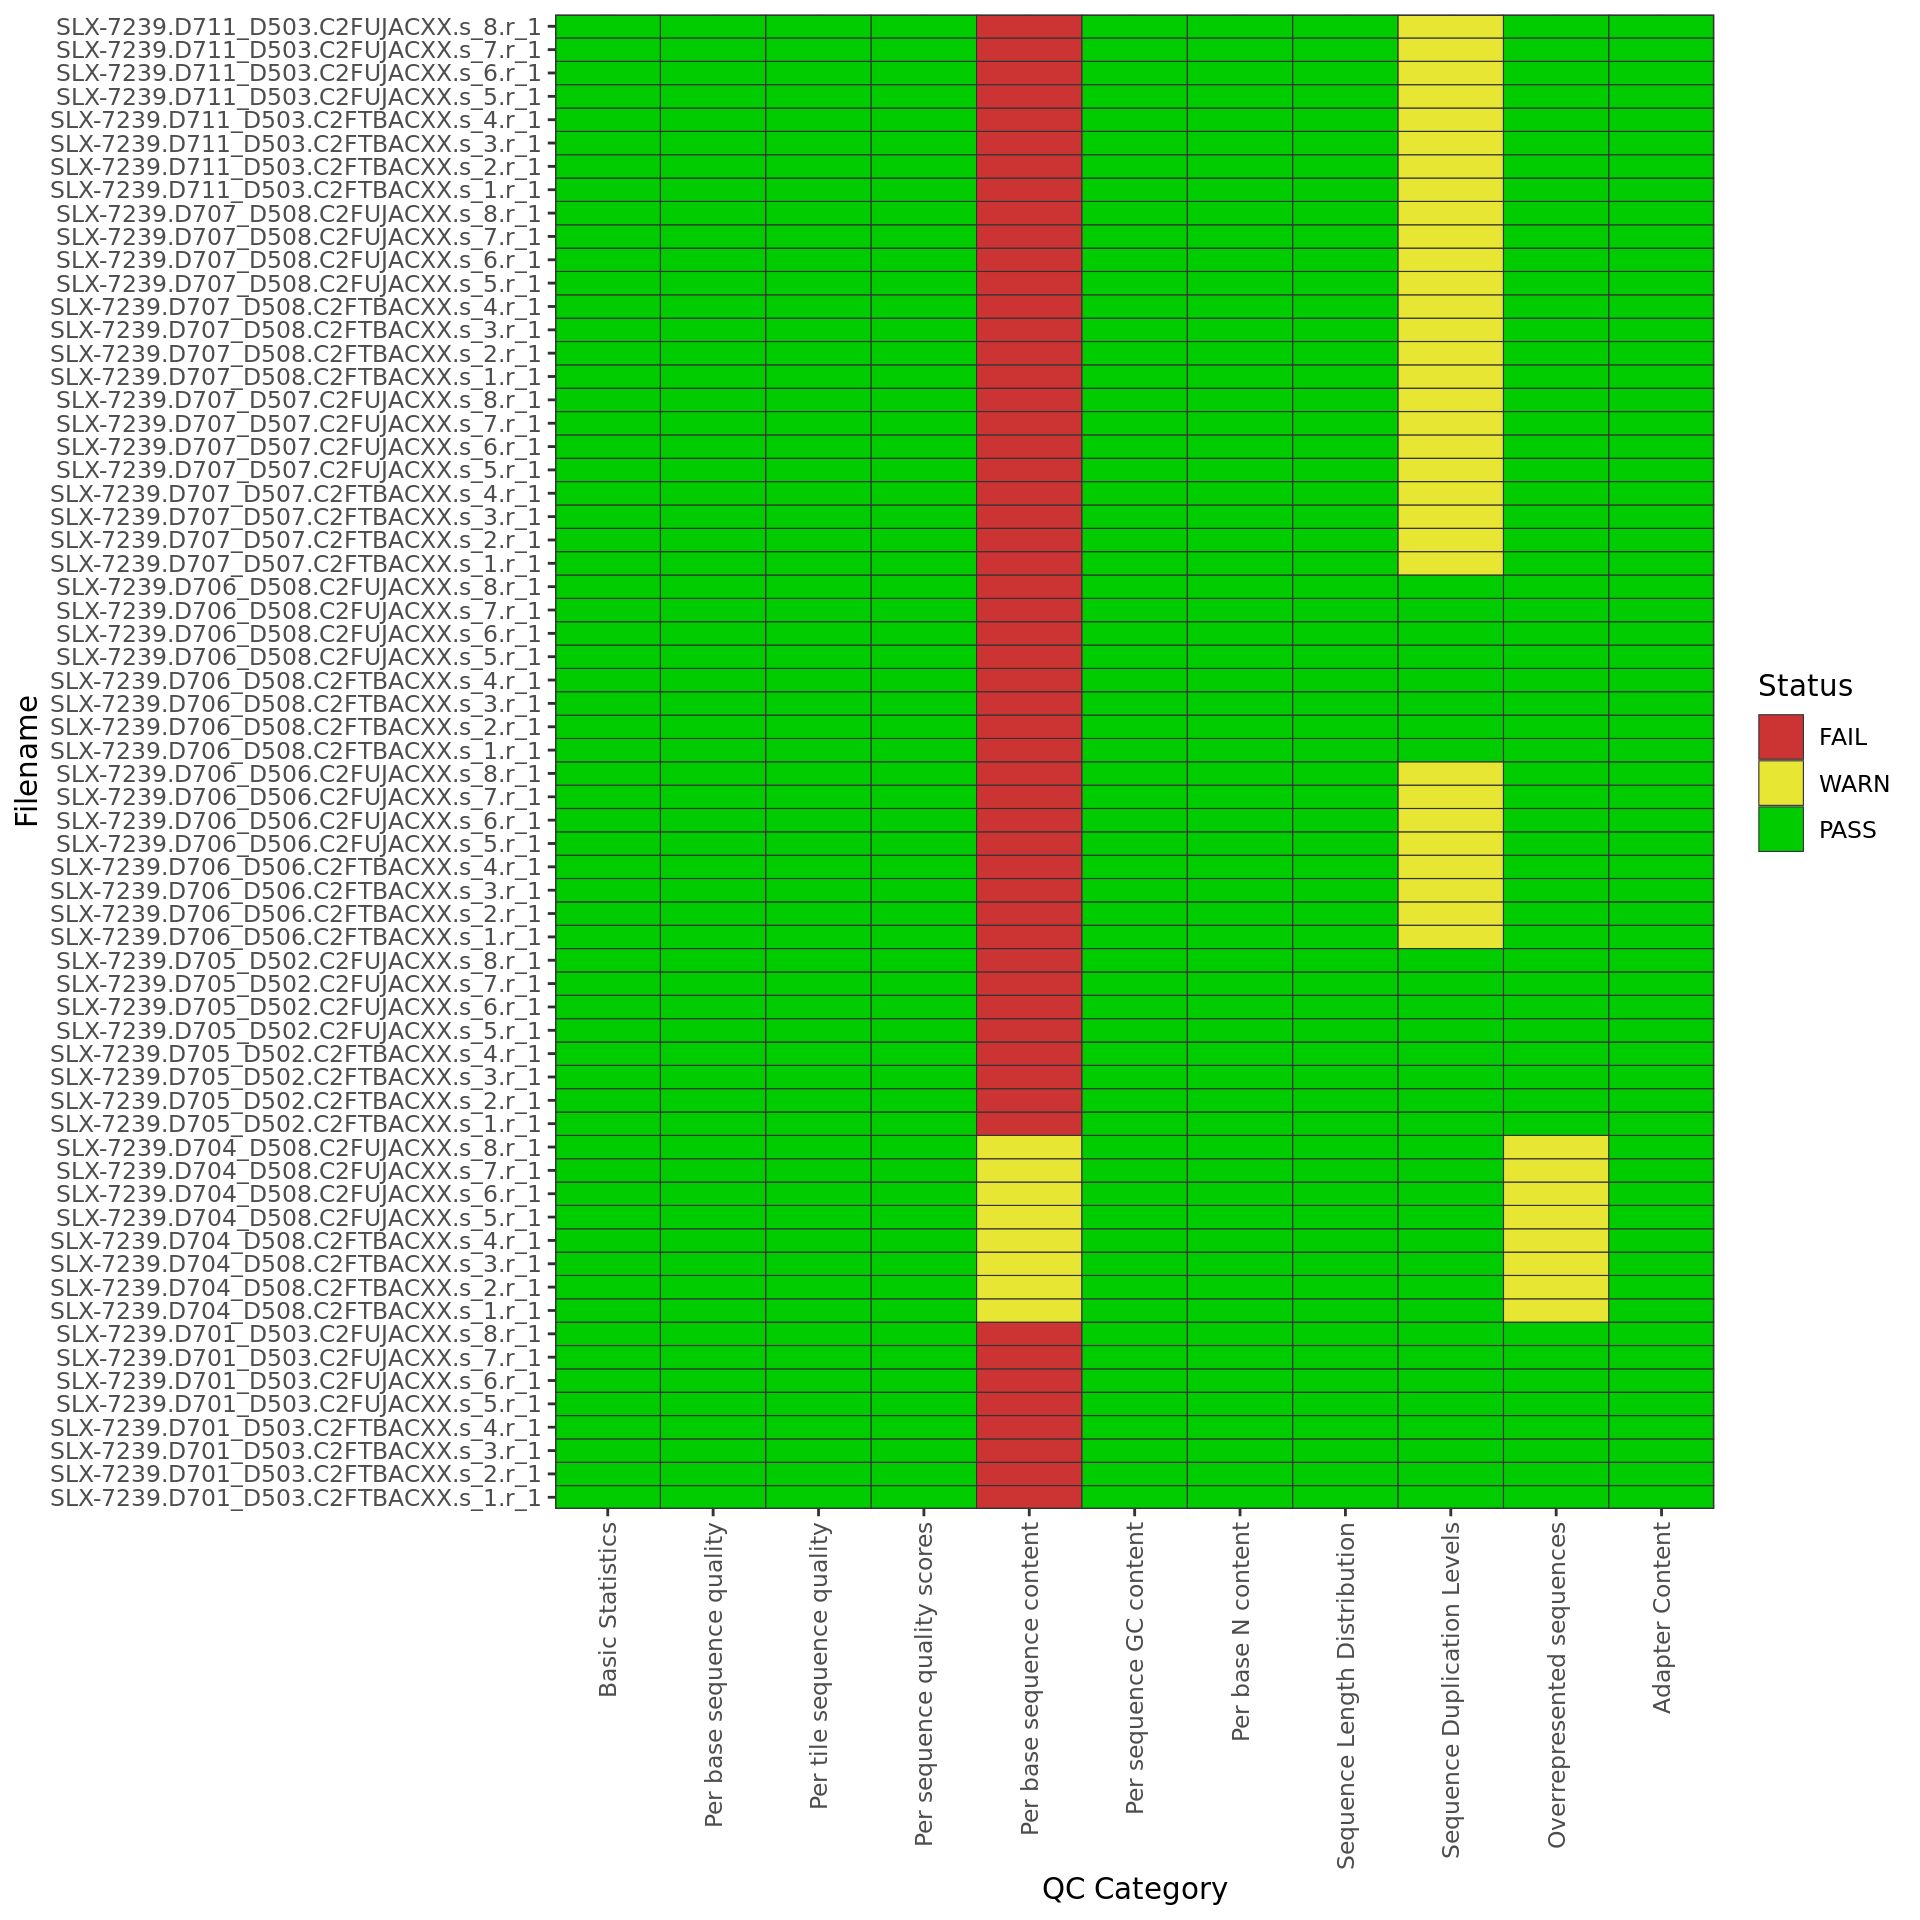 SLX-7239.D711_D503.C2FUJACXX.s_8.r_1
SLX-7239.D711_D503.C2FUJACXX.s_7.r_1
SLX-7239.D711_D503.C2FUJACXX.s_6.r_1
SLX-7239.D711_D503.C2FUJACXX.s_5.r_1
SLX-7239.D711_D503.C2FTBACXX.s_4.r_1
SLX-7239.D711_D503.C2FTBACXX.s_3.r_1
SLX-7239.D711_D503.C2FTBACXX.s_2.r_1
SLX-7239.D711_D503.C2FTBACXX.s_1.r_1
SLX-7239.D707_D508.C2FUJACXX.s_8.r_1
SLX-7239.D707_D508.C2FUJACXX.s_7.r_1
SLX-7239.D707_D508.C2FUJACXX.s_6.r_1
SLX-7239.D707_D508.C2FUJACXX.s_5.r_1
SLX-7239.D707_D508.C2FTBACXX.s_4.r_1
SLX-7239.D707_D508.C2FTBACXX.s_3.r_1
SLX-7239.D707_D508.C2FTBACXX.s_2.r_1
SLX-7239.D707_D508.C2FTBACXX.s_1.r_1
SLX-7239.D707_D507.C2FUJACXX.s_8.r_1
SLX-7239.D707_D507.C2FUJACXX.s_7.r_1
SLX-7239.D707_D507.C2FUJACXX.s_6.r_1
SLX-7239.D707_D507.C2FUJACXX.s_5.r_1
SLX-7239.D707_D507.C2FTBACXX.s_4.r_1
SLX-7239.D707_D507.C2FTBACXX.s_3.r_1
SLX-7239.D707_D507.C2FTBACXX.s_2.r_1
SLX-7239.D707_D507.C2FTBACXX.s_1.r_1
SLX-7239.D706_D508.C2FUJACXX.s_8.r_1
SLX-7239.D706_D508.C2FUJACXX.s_7.r_1
SLX-7239.D706_D508.C2FUJACXX.s_6.r_1
SLX-7239.D706_D508.C2FUJACXX.s_5.r_1
SLX-7239.D706_D508.C2FTBACXX.s_4.r_1
SLX-7239.D706_D508.C2FTBACXX.s_3.r_1
SLX-7239.D706_D508.C2FTBACXX.s_2.r_1
SLX-7239.D706_D508.C2FTBACXX.s_1.r_1
SLX-7239.D706_D506.C2FUJACXX.s_8.r_1
SLX-7239.D706_D506.C2FUJACXX.s_7.r_1
SLX-7239.D706_D506.C2FUJACXX.s_6.r_1
SLX-7239.D706_D506.C2FUJACXX.s_5.r_1
SLX-7239.D706_D506.C2FTBACXX.s_4.r_1
SLX-7239.D706_D506.C2FTBACXX.s_3.r_1
SLX-7239.D706_D506.C2FTBACXX.s_2.r_1
SLX-7239.D706_D506.C2FTBACXX.s_1.r_1
SLX-7239.D705_D502.C2FUJACXX.s_8.r_1
SLX-7239.D705_D502.C2FUJACXX.s_7.r_1
SLX-7239.D705_D502.C2FUJACXX.s_6.r_1
SLX-7239.D705_D502.C2FUJACXX.s_5.r_1
SLX-7239.D705_D502.C2FTBACXX.s_4.r_1
SLX-7239.D705_D502.C2FTBACXX.s_3.r_1
SLX-7239.D705_D502.C2FTBACXX.s_2.r_1
SLX-7239.D705_D502.C2FTBACXX.s_1.r_1
SLX-7239.D704_D508.C2FUJACXX.s_8.r_1
SLX-7239.D704_D508.C2FUJACXX.s_7.r_1
SLX-7239.D704_D508.C2FUJACXX.s_6.r_1
SLX-7239.D704_D508.C2FUJACXX.s_5.r_1
SLX-7239.D704_D508.C2FTBACXX.s_4.r_1
SLX-7239.D704_D508.C2FTBACXX.s_3.r_1
SLX-7239.D704_D508.C2FTBACXX.s_2.r_1
SLX-7239.D704_D508.C2FTBACXX.s_1.r_1
SLX-7239.D701_D503.C2FUJACXX.s_8.r_1
SLX-7239.D701_D503.C2FUJACXX.s_7.r_1
SLX-7239.D701_D503.C2FUJACXX.s_6.r_1
SLX-7239.D701_D503.C2FUJACXX.s_5.r_1
SLX-7239.D701_D503.C2FTBACXX.s_4.r_1
SLX-7239.D701_D503.C2FTBACXX.s_3.r_1
SLX-7239.D701_D503.C2FTBACXX.s_2.r_1
SLX-7239.D701_D503.C2FTBACXX.s_1.r_1
Filename
Basic Statistics
Per base sequence quality
Per tile sequence quality
Per sequence quality scores
Per base sequence content
Per sequence GC content
Per base N content
Sequence Length Distribution
Sequence Duplication Levels
Overrepresented sequences
Adapter Content
QC Category
Status
FAIL
WARN
PASS